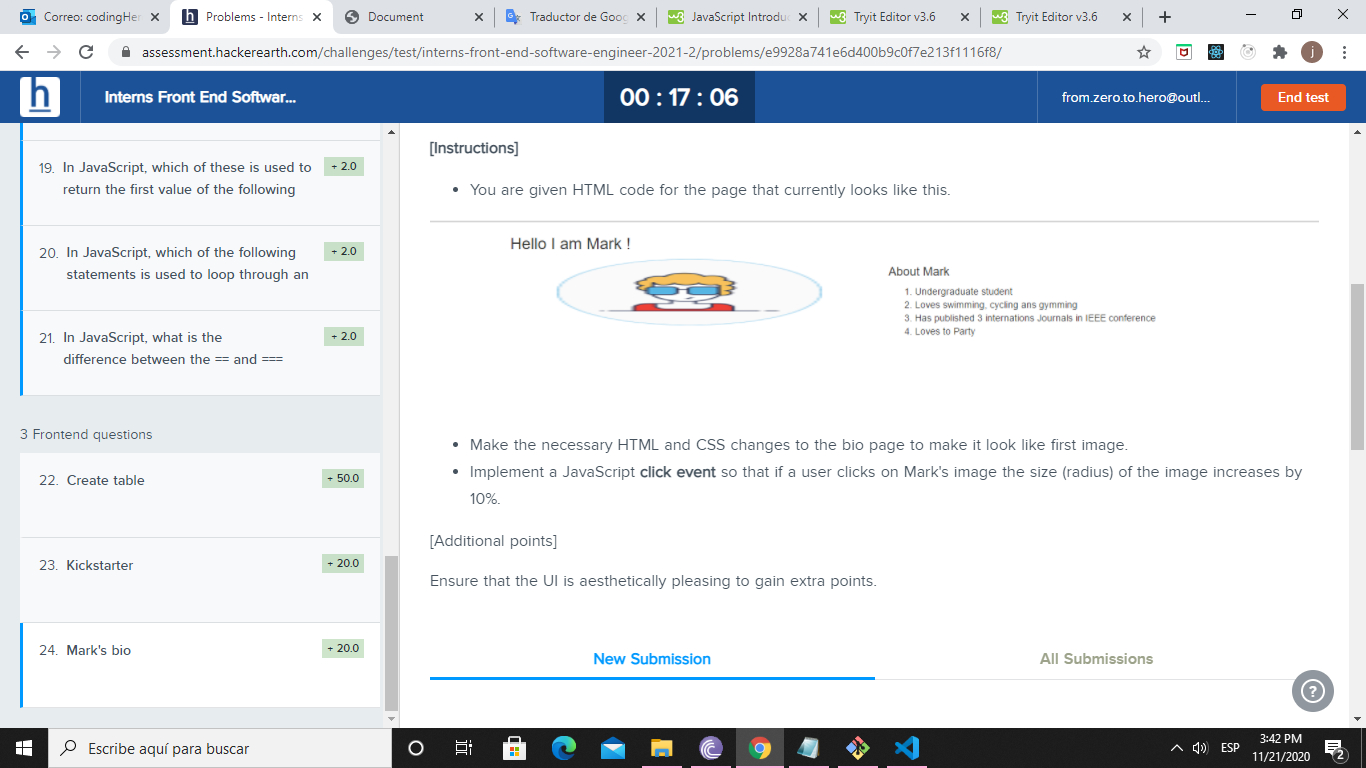 Correo: codingHer
Problems - Interns
Document
Traductor de Goog
JavaScript Introdu
Tryit Editor v3.6
Tryit Editor v3.6
assessment.hackerearth.com/challenges/test/interns-front-end-software-engineer-2021-2/problems/e9928a741e6d400b9c0f7e213f1116f8/
j
h
Interns Front End Softwar...
00 : 17 : 06
from.zero.to.hero@outl...
End test
19. In JavaScript, which of these is used to + 2.0
return the first value of the following
20. In JavaScript, which of the following + 2.0
statements is used to loop through an
21. In JavaScript, what is the + 2.0
difference between the == and ===
3 Frontend questions
22. Create table + 50.0
23. Kickstarter + 20.0
24. Mark's bio + 20.0
[Instructions]
• You are given HTML code for the page that currently looks like this.
Hello I am Mark !
About Mark
1. Undergraduate student
2. Loves swimming, cycling ans gymming
3. Has published 3 internations Journals in IEEE conference
4. Loves to Party
• Make the necessary HTML and CSS changes to the bio page to make it look like first image.
• Implement a JavaScript click event so that if a user clicks on Mark's image the size (radius) of the image increases by
10%.
[Additional points]
Ensure that the UI is aesthetically pleasing to gain extra points.
New Submission
All Submissions
?
Escribe aquí para buscar
ESP
3:42 PM
11/21/2020
2